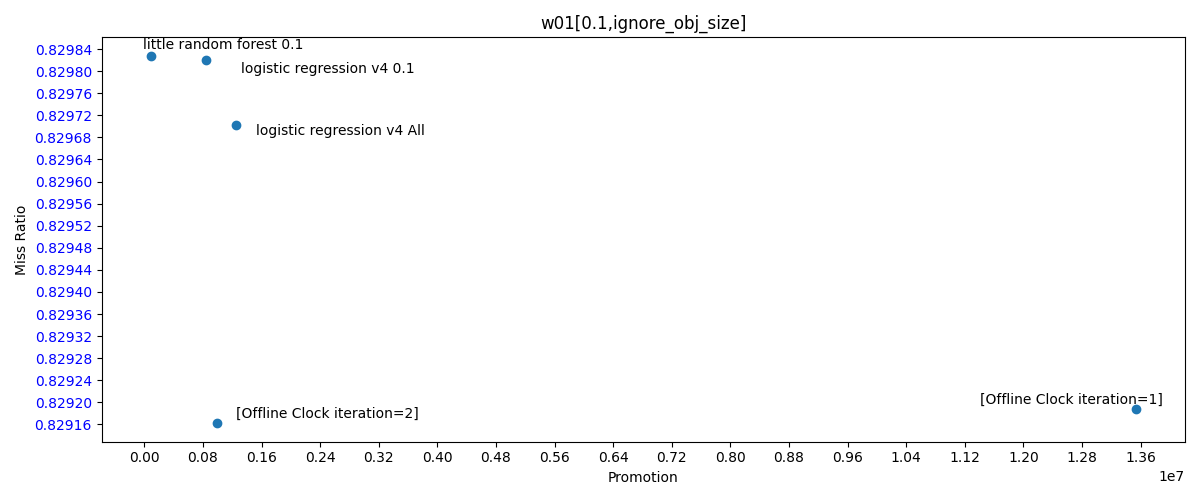 w01[0.1,ignore_obj_size]
0.82984
0.82980
0.82976
0.82972
0.82968
0.82964
0.82960
0.82956
0.82952
0.82948
0.82944
0.82940
0.82936
0.82932
0.82928
0.82924
0.82920
0.82916
Miss Ratio
little random forest 0.1
logistic regression v4 0.1
logistic regression v4 All
[Offline Clock iteration=2]
[Offline Clock iteration=1]
0.00 0.08 0.16 0.24 0.32 0.40 0.48 0.56 0.64 0.72 0.80 0.88 0.96 1.04 1.12 1.20 1.28 1.36
1e7
Promotion